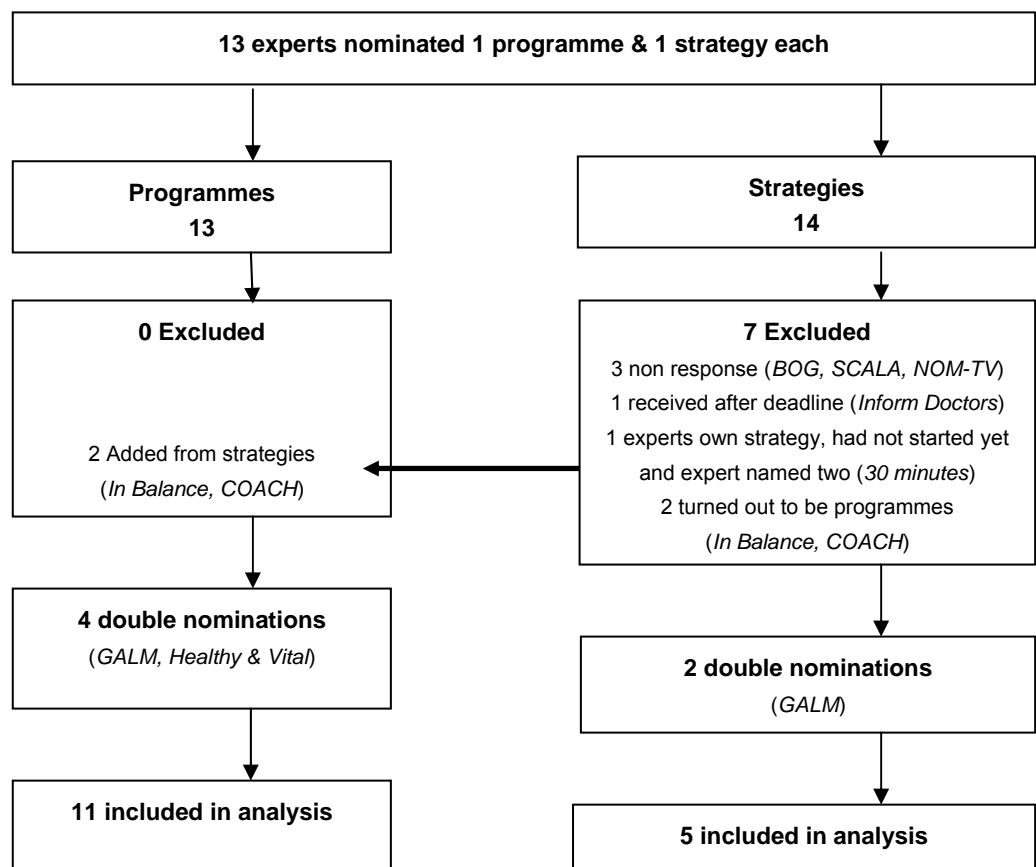 13 experts nominated 1 programme & 1 strategy each
Programmes
13
Strategies
14
0 Excluded
2 Added from strategies
(In Balance, COACH)
7 Excluded
3 non response (BOG, SCALA, NOM-TV)
1 received after deadline (Inform Doctors)
1 experts own strategy, had not started yet
and expert named two (30 minutes)
2 turned out to be programmes
(In Balance, COACH)
4 double nominations
(GALM, Healthy & Vital)
2 double nominations
(GALM)
11 included in analysis
5 included in analysis